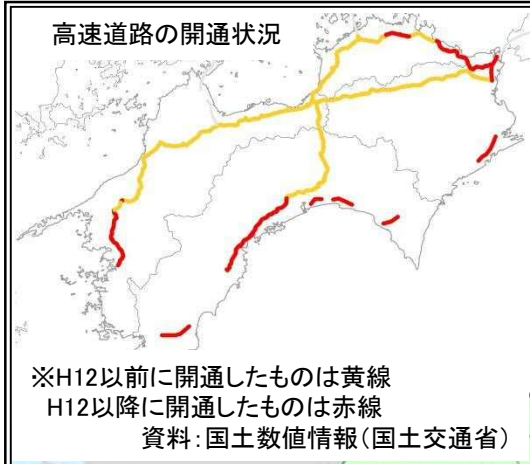 高速道路の開通状況
※H12以前に開通したものは黄線
H12以降に開通したものは赤線
資料：国土数値情報（国土交通省）